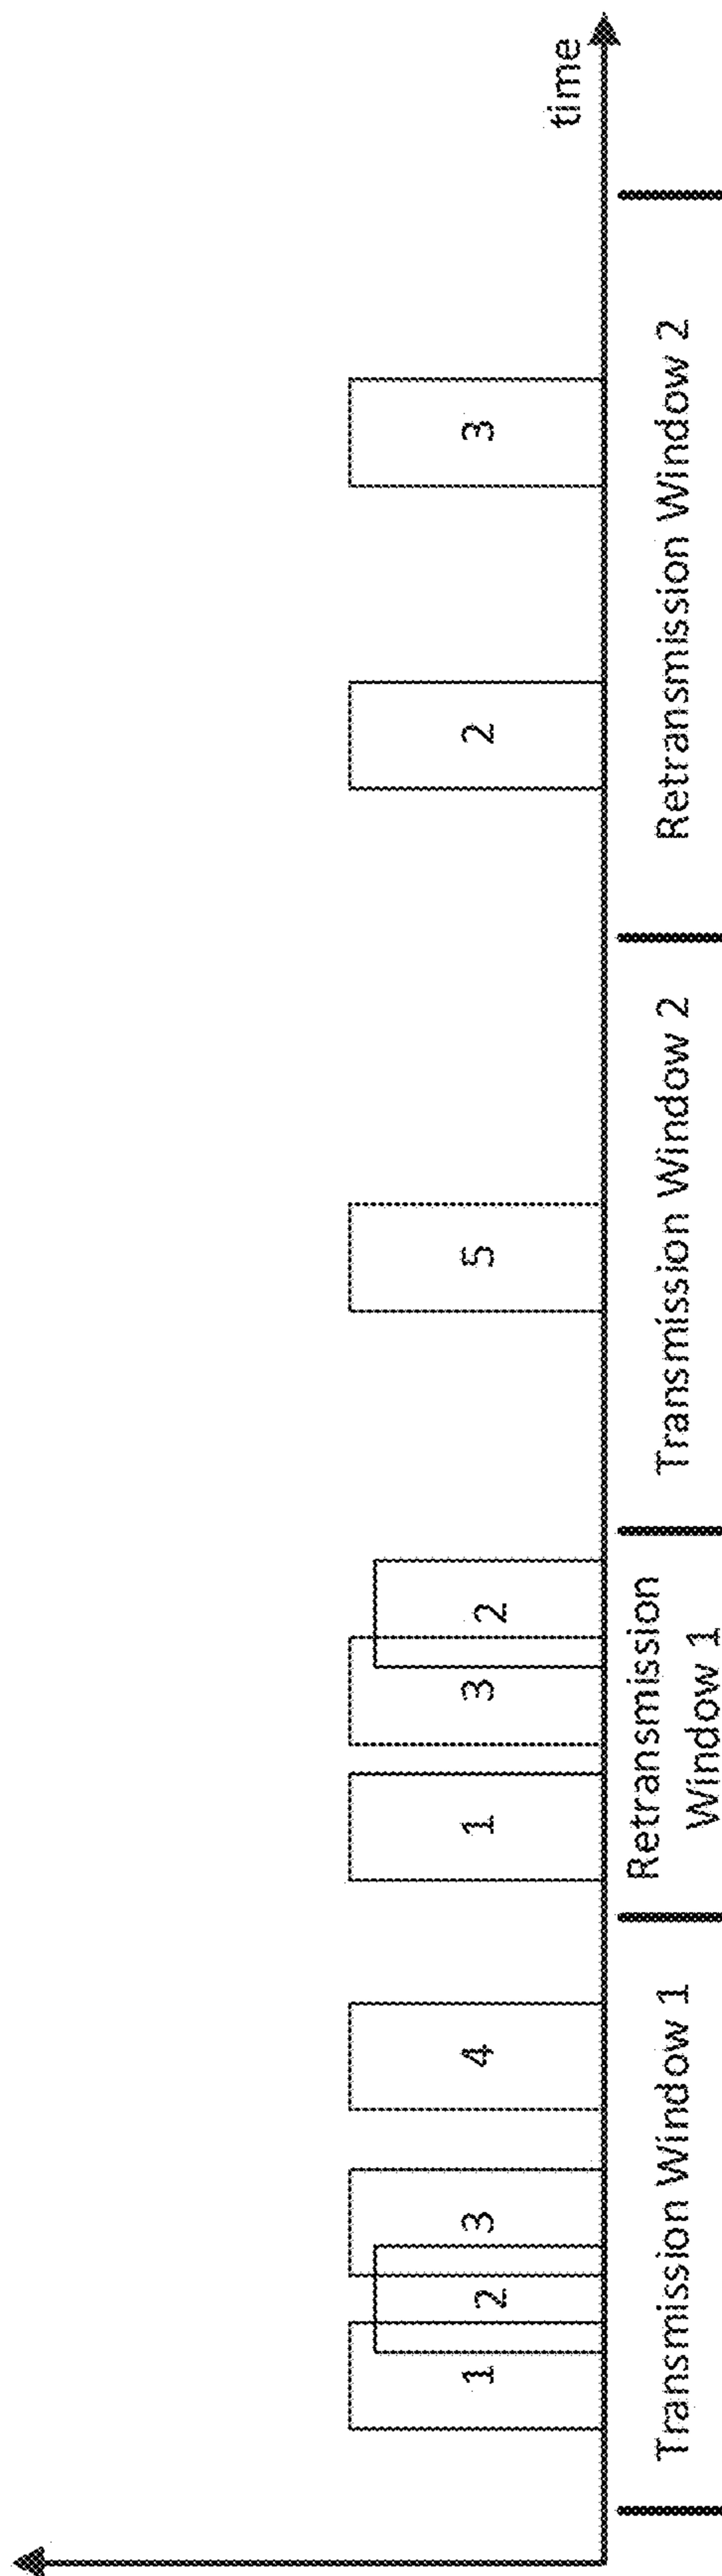 1
2
3
4
1
3
2
5
2
3
time
Transmission Window 1
Retransmission
Window 1
Transmission Window 2
Retransmission Window 2